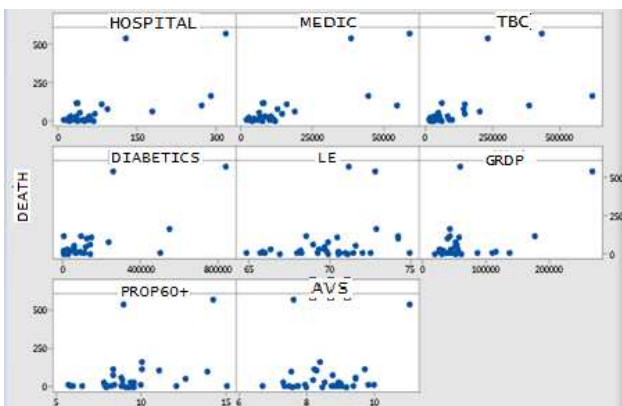 HOSPITAL MEDIC TBC
500
250
0
0 150 300 0 25000 50000 0 250000 500000
DIABETICS LE GRDP
DEATH
500
250
0
0 400000 800000 65 70 75 0 100000 200000
PROP60+ AVS
500
250
0
5 10 15 6 8 10